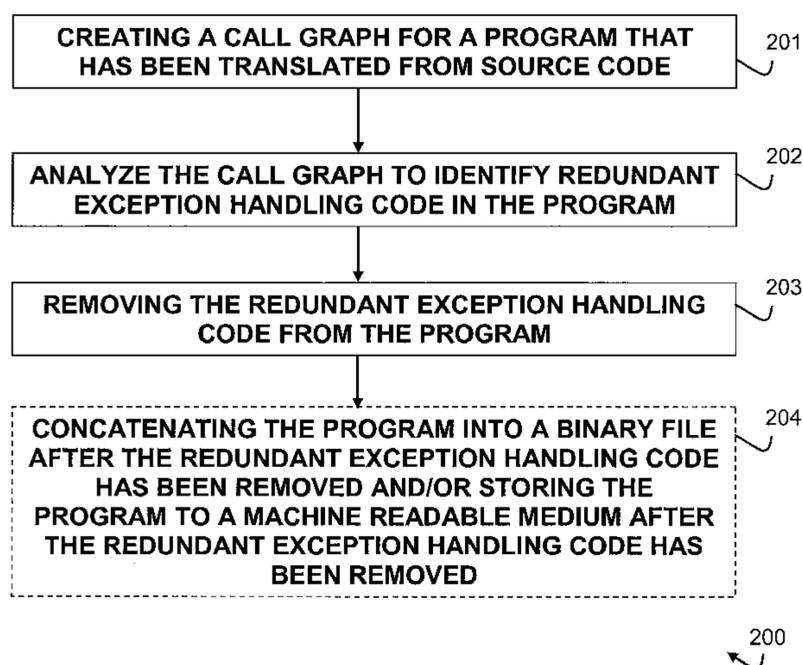 CREATING A CALL GRAPH FOR A PROGRAM THAT
HAS BEEN TRANSLATED FROM SOURCE CODE
201
ANALYZE THE CALL GRAPH TO IDENTIFY REDUNDANT
EXCEPTION HANDLING CODE IN THE PROGRAM
202
REMOVING THE REDUNDANT EXCEPTION HANDLING
CODE FROM THE PROGRAM
203
CONCATENATING THE PROGRAM INTO A BINARY FILE
AFTER THE REDUNDANT EXCEPTION HANDLING CODE
HAS BEEN REMOVED AND/OR STORING THE
PROGRAM TO A MACHINE READABLE MEDIUM AFTER
THE REDUNDANT EXCEPTION HANDLING CODE HAS
BEEN REMOVED
204
200